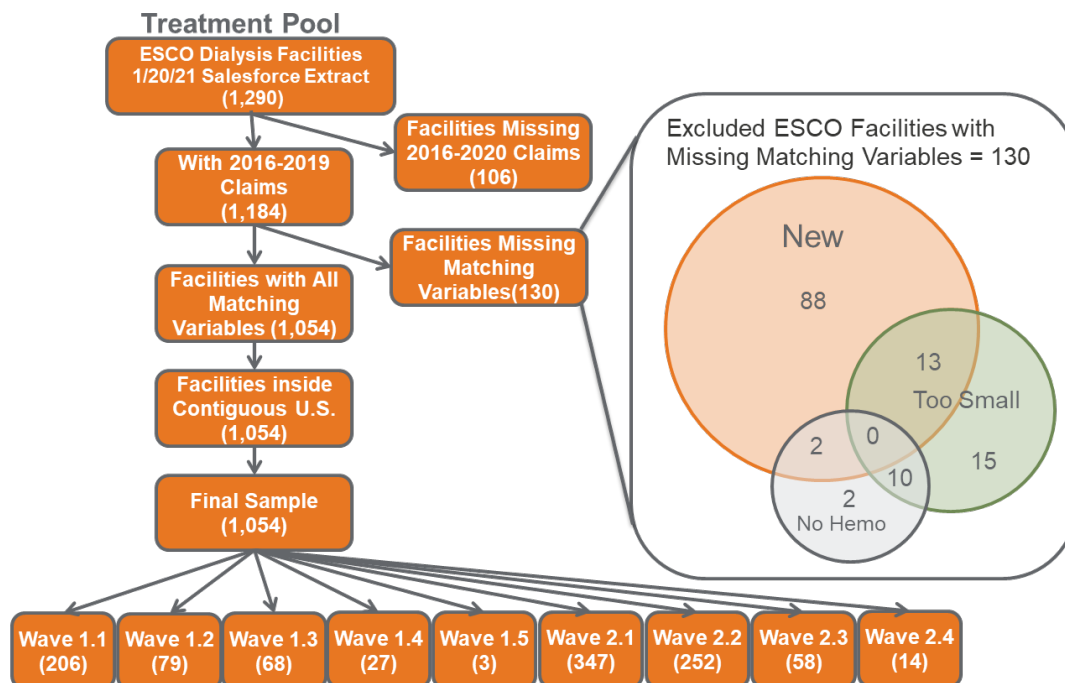 Treatment Pool
ESCO Dialysis Facilities
1/20/21 Salesforce Extract
(1,290)
Facilities Missing
2016-2020 Claims
(106)
With 2016-2019
Claims
(1,184)
Facilities Missing
Matching
Variables(130)
Facilities with All
Matching
Variables (1,054)
Facilities inside
Contiguous U.S.
(1,054)
Final Sample
(1,054)
Wave 1.1
(206)
Wave 1.2
(79)
Wave 1.3
(68)
Wave 1.4
(27)
Wave 1.5
(3)
Wave 2.1
(347)
Wave 2.2
(252)
Wave 2.3
(58)
Wave 2.4
(14)
Excluded ESCO Facilities with
Missing Matching Variables = 130
New
88
13
Too Small
2
0
15
10
2
No Hemo